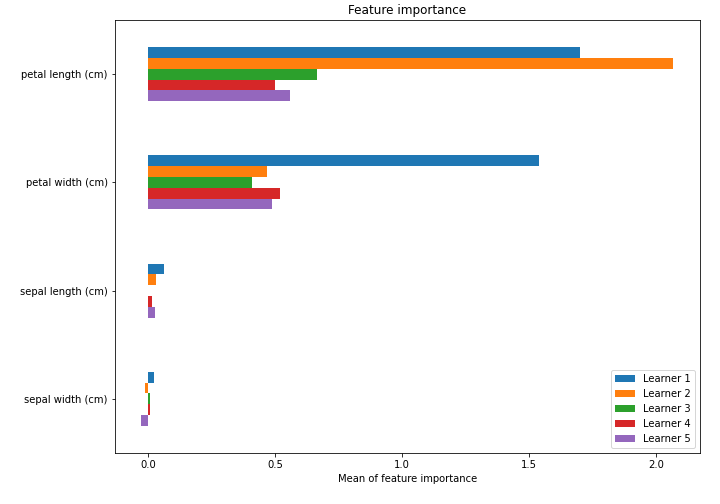 Feature importance
petal length (cm)
petal width (cm)
sepal length (cm)
sepal width (cm)
Learner 1
Learner 2
Learner 3
Learner 4
Learner 5
0.0 0.5 1.0 1.5 2.0
Mean of feature importance